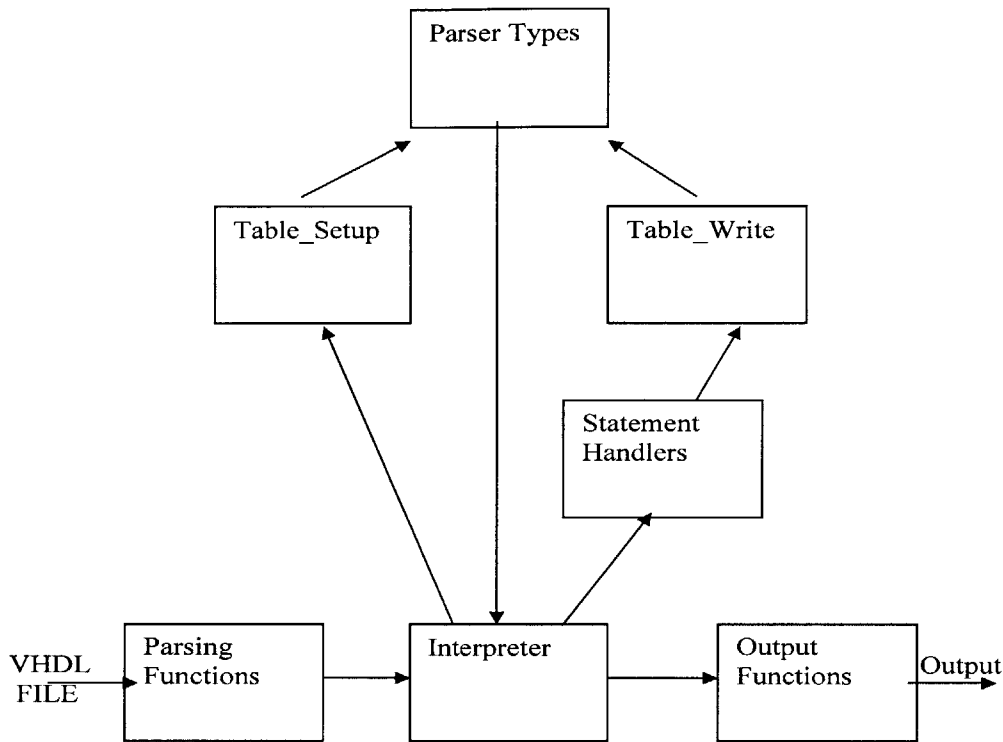 Parser Types
Table_Setup
Table_Write
Statement
Handlers
VHDL
FILE
Parsing
Functions
Interpreter
Output
Functions
Output